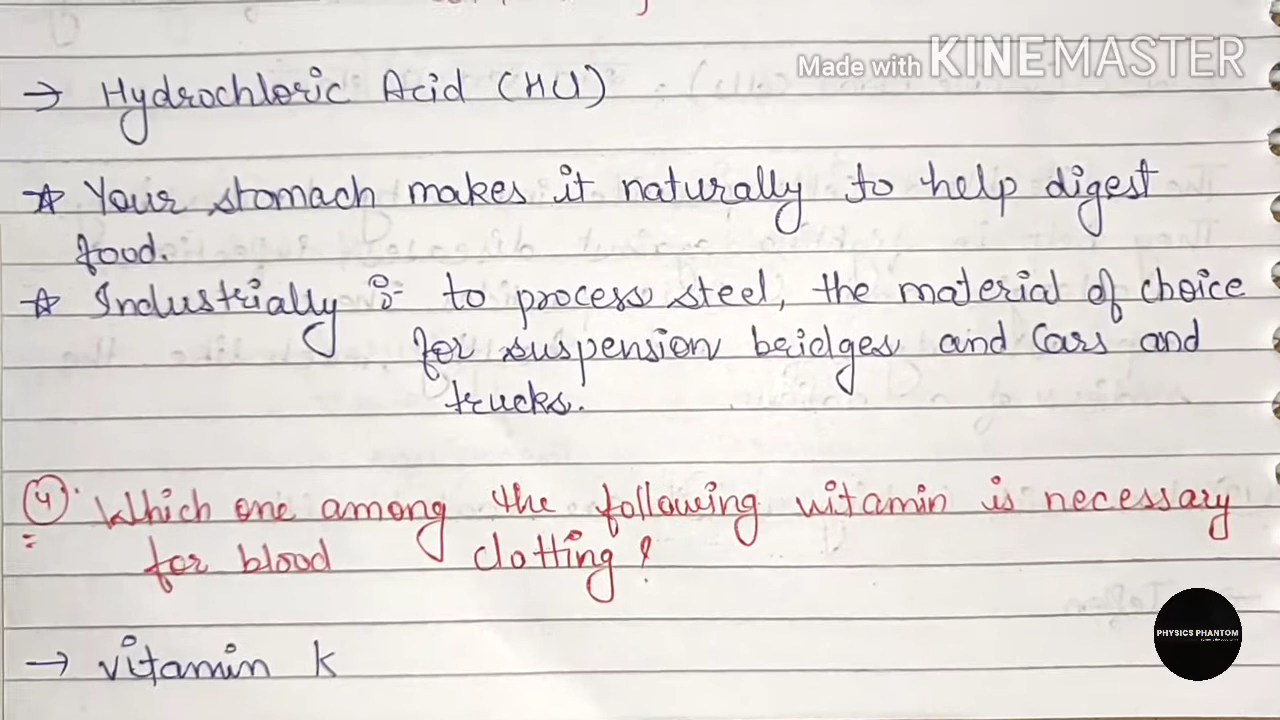 Made with KINEMASTER
→ Hydrochloric Acid (HCl)
☆ Your stomach makes it naturally to help digest
food.
☆ Industrially :- to process steel, the material of choice
for suspension bridges and Cars and
trucks.
(4) Which one among the following vitamin is necessary
for blood clotting?
→ vitamin K
PHYSICS PHANTOM